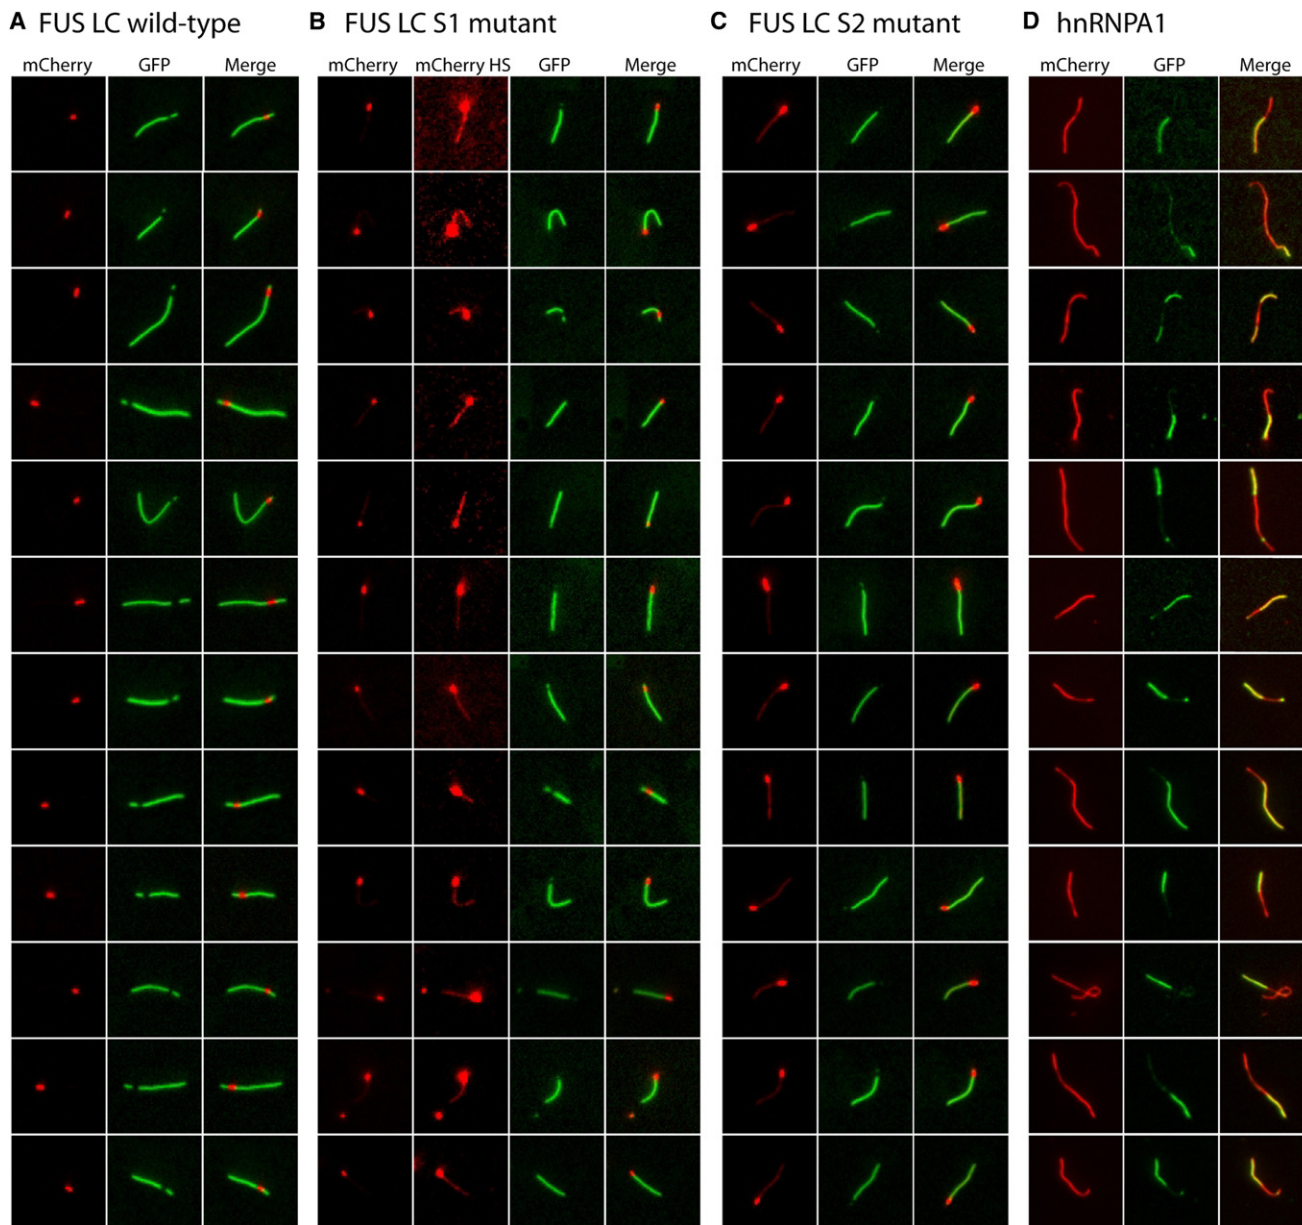 A FUS LC wild-type
B FUS LC S1 mutant
C FUS LC S2 mutant
D hnRNPA1
mCherry GFP Merge
mCherry mCherry HS GFP Merge
mCherry GFP Merge
mCherry GFP Merge